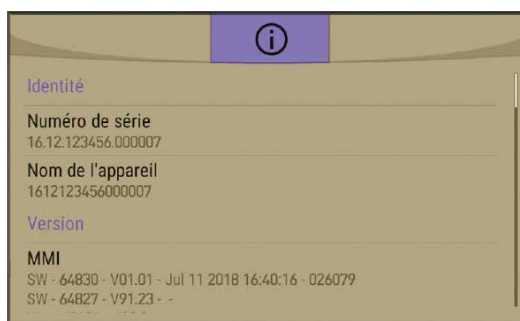 Identité
Numéro de série
16.12.123456.000007
Nom de l'appareil
1612123456000007
Version
MMI
SW - 64830 - V01.01 - Jul 11 2018 16:40:16 - 026079
SW - 64827 - V91.23 - -